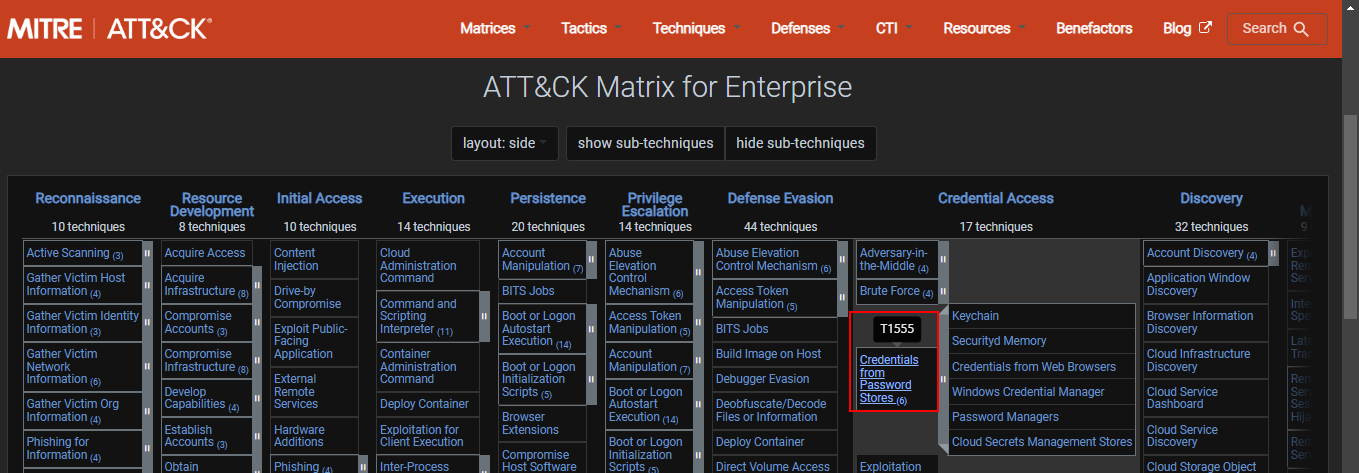 MITRE | ATT&CK®
Matrices Tactics Techniques Defenses CTI Resources Benefactors Blog Search
ATT&CK Matrix for Enterprise
layout: side show sub-techniques hide sub-techniques
Reconnaissance
10 techniques
Active Scanning (3)
Gather Victim Host
Information (4)
Gather Victim Identity
Information (3)
Gather Victim
Network
Information (6)
Gather Victim Org
Information (4)
Phishing for
Information (4)
Resource
Development
8 techniques
Acquire Access
Acquire
Infrastructure (8)
Compromise
Accounts (3)
Compromise
Infrastructure (8)
Develop
Capabilities (4)
Establish
Accounts (3)
Obtain
Initial Access
10 techniques
Content
Injection
Drive-by
Compromise
Exploit Public-
Facing
Application
External
Remote
Services
Hardware
Additions
Phishing (4)
Execution
14 techniques
Cloud
Administration
Command
Command and
Scripting
Interpreter (11)
Container
Administration
Command
Deploy Container
Exploitation for
Client Execution
Inter-Process
Persistence
20 techniques
Account
Manipulation (7)
BITS Jobs
Boot or Logon
Autostart
Execution (14)
Boot or Logon
Initialization
Scripts (5)
Browser
Extensions
Compromise
Host Software
Privilege
Escalation
14 techniques
Abuse
Elevation
Control
Mechanism (6)
Access Token
Manipulation (5)
Account
Manipulation (7)
Boot or Logon
Autostart
Execution (14)
Boot or Logon
Initialization
Scripts (5)
Defense Evasion
44 techniques
Abuse Elevation
Control Mechanism (6)
Access Token
Manipulation (5)
BITS Jobs
Build Image on Host
Debugger Evasion
Deobfuscate/Decode
Files or Information
Deploy Container
Direct Volume Access
Credential Access
17 techniques
Adversary-in-
the-Middle (4)
Brute Force (4)
T1555
Credentials
from
Password
Stores (6)
Keychain
Securityd Memory
Credentials from Web Browsers
Windows Credential Manager
Password Managers
Cloud Secrets Management Stores
Exploitation
Discovery
32 techniques
Account Discovery (4)
Application Window
Discovery
Browser Information
Discovery
Cloud Infrastructure
Discovery
Cloud Service
Dashboard
Cloud Service
Discovery
Cloud Storage Object